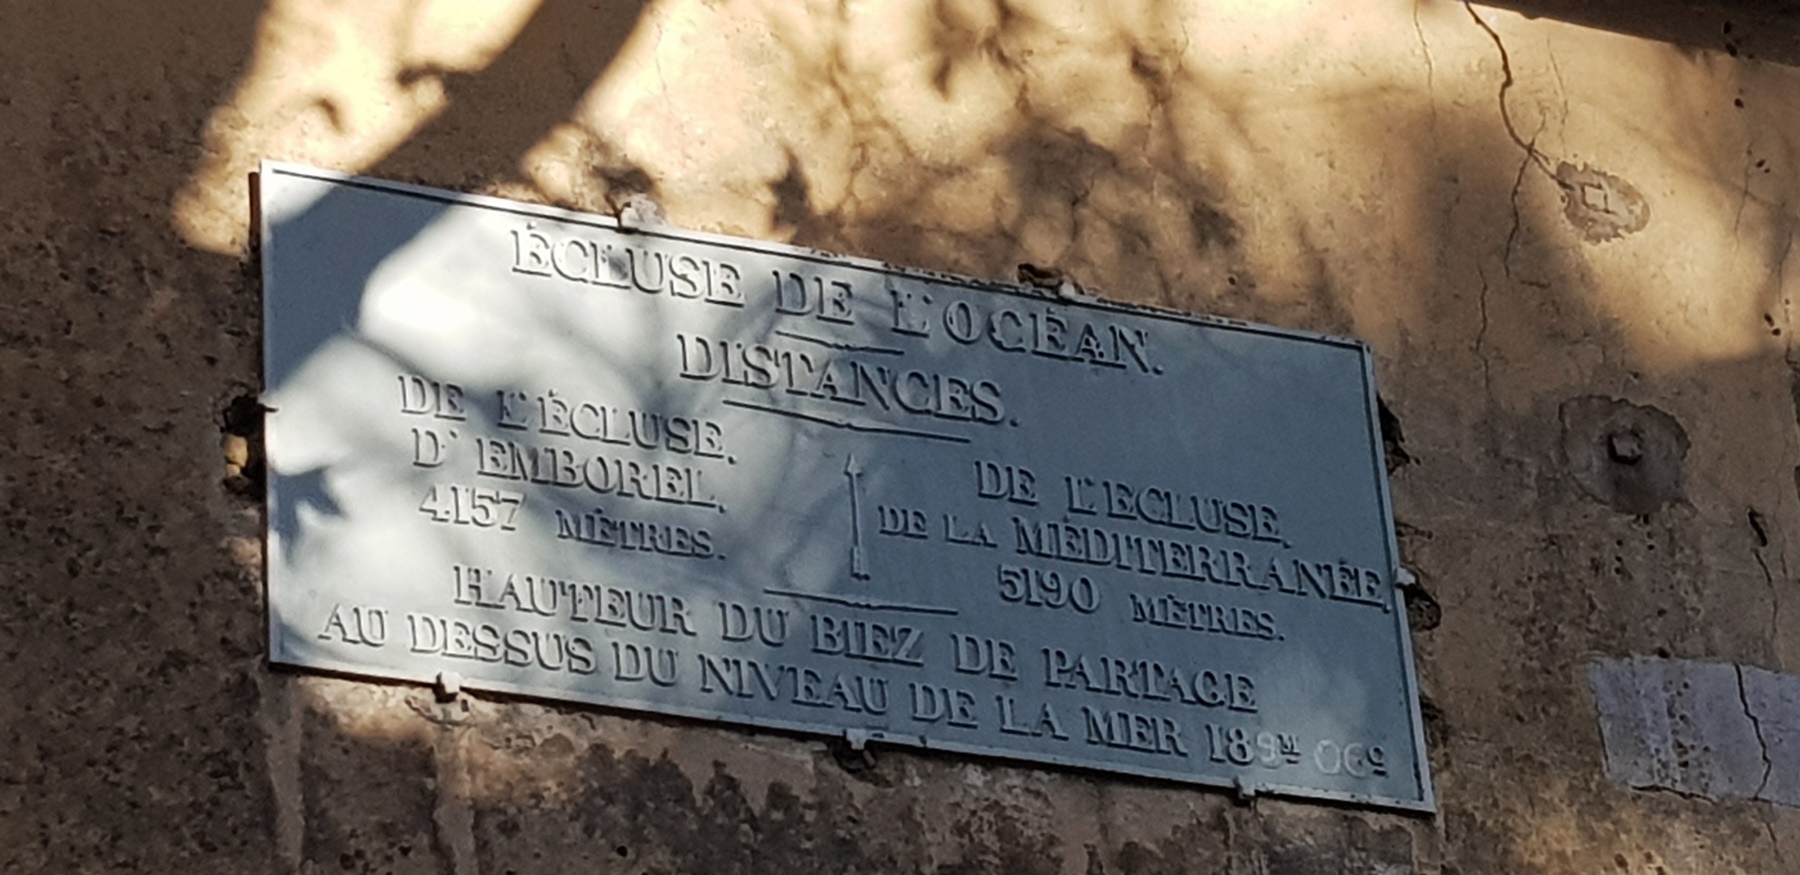 ÉCLUSE DE L'OCÉAN.
DISTANCES.
DE L'ÉCLUSE.
D'EMBOREL.
4157 MÈTRES.
DE L'ECLUSE.
DE LA MÉDITERRANÉE.
5190 MÈTRES.
HAUTEUR DU BIEZ DE PARTAGE
AU DESSUS DU NIVEAU DE LA MER 189M 06C